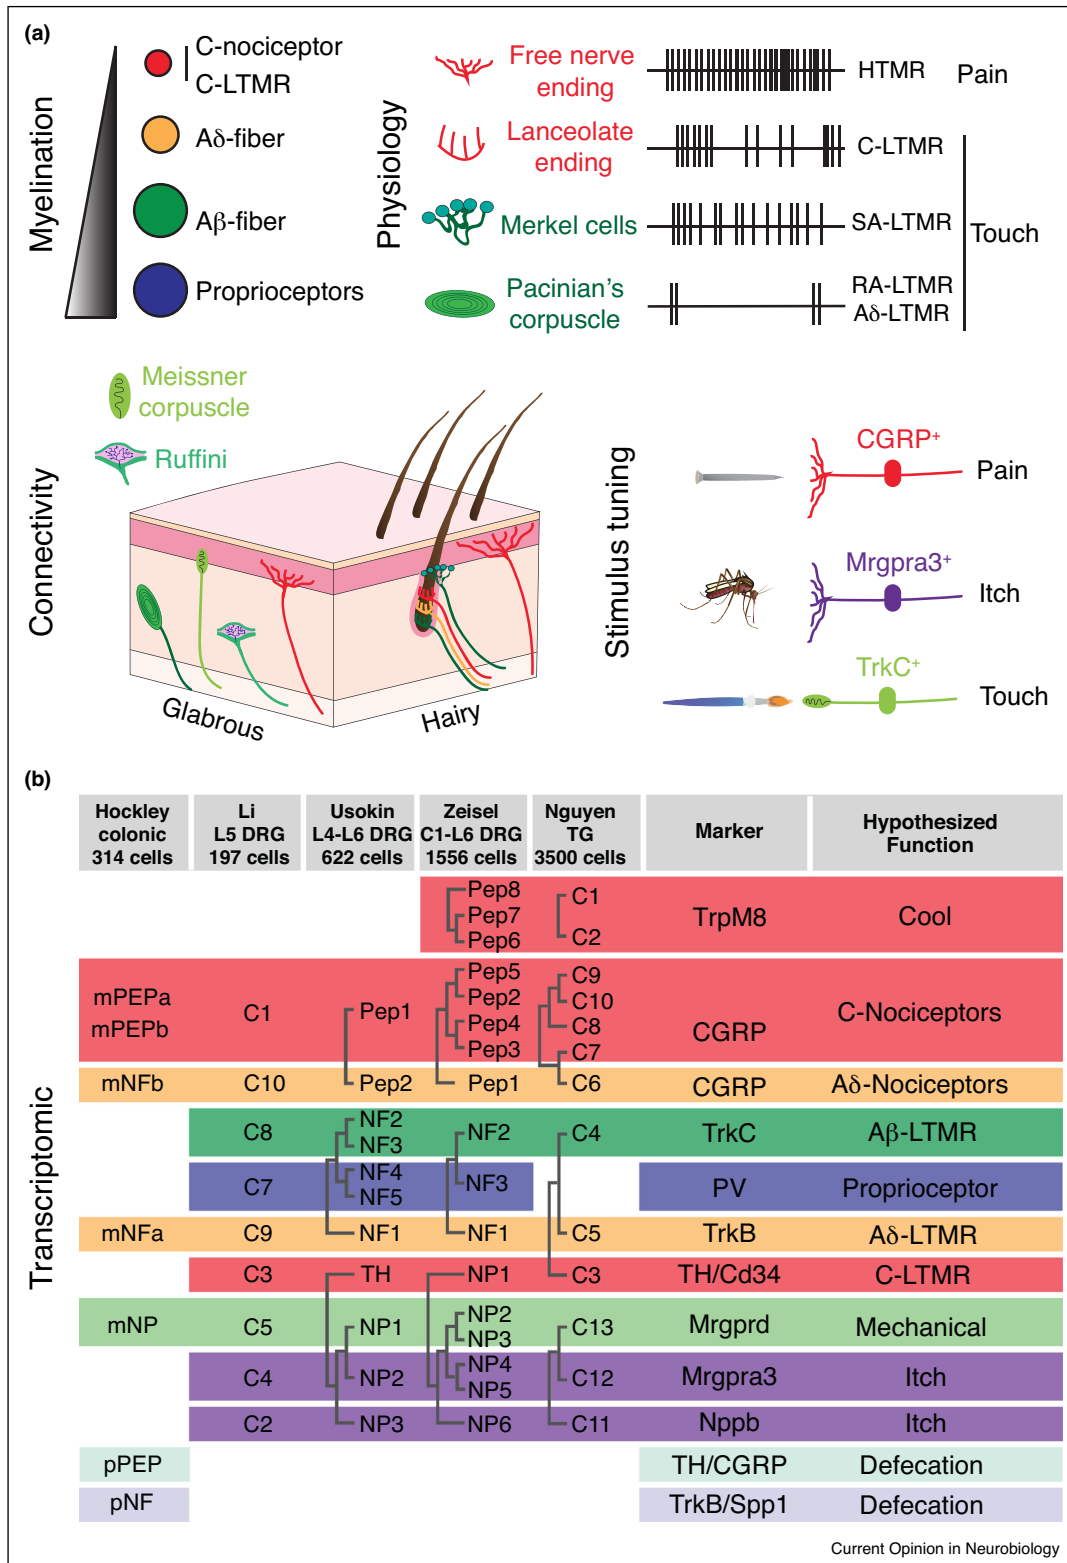 (a)
Myelination
C-nociceptor
C-LTMR
Aδ-fiber
Aβ-fiber
Proprioceptors
Physiology
Free nerve
ending
HTMR
Pain
Lanceolate
ending
C-LTMR
Merkel cells
SA-LTMR
Touch
Pacinian's
corpuscle
RA-LTMR
Aδ-LTMR
Connectivity
Meissner
corpuscle
Ruffini
Glabrous
Hairy
Stimulus tuning
CGRP+
Pain
Mrgpra3+
Itch
TrkC+
Touch
(b)
Transcriptomic
Hockley
colonic
314 cells
Li
L5 DRG
197 cells
Usokin
L4-L6 DRG
622 cells
Zeisel
C1-L6 DRG
1556 cells
Nguyen
TG
3500 cells
Marker
Hypothesized
Function
Pep8
Pep7
Pep6
C1
C2
TrpM8
Cool
mPEPa
mPEPb
C1
Pep1
Pep5
Pep2
Pep4
Pep3
C9
C10
C8
C7
CGRP
C-Nociceptors
mNFb
C10
Pep2
Pep1
C6
CGRP
Aδ-Nociceptors
C8
NF2
NF3
NF2
C4
TrkC
Aβ-LTMR
C7
NF4
NF5
NF3
PV
Proprioceptor
mNFa
C9
NF1
NF1
C5
TrkB
Aδ-LTMR
C3
TH
NP1
C3
TH/Cd34
C-LTMR
mNP
C5
NP1
NP2
NP3
C13
Mrgprd
Mechanical
C4
NP2
NP4
NP5
C12
Mrgpra3
Itch
C2
NP3
NP6
C11
Nppb
Itch
pPEP
TH/CGRP
Defecation
pNF
TrkB/Spp1
Defecation
Current Opinion in Neurobiology